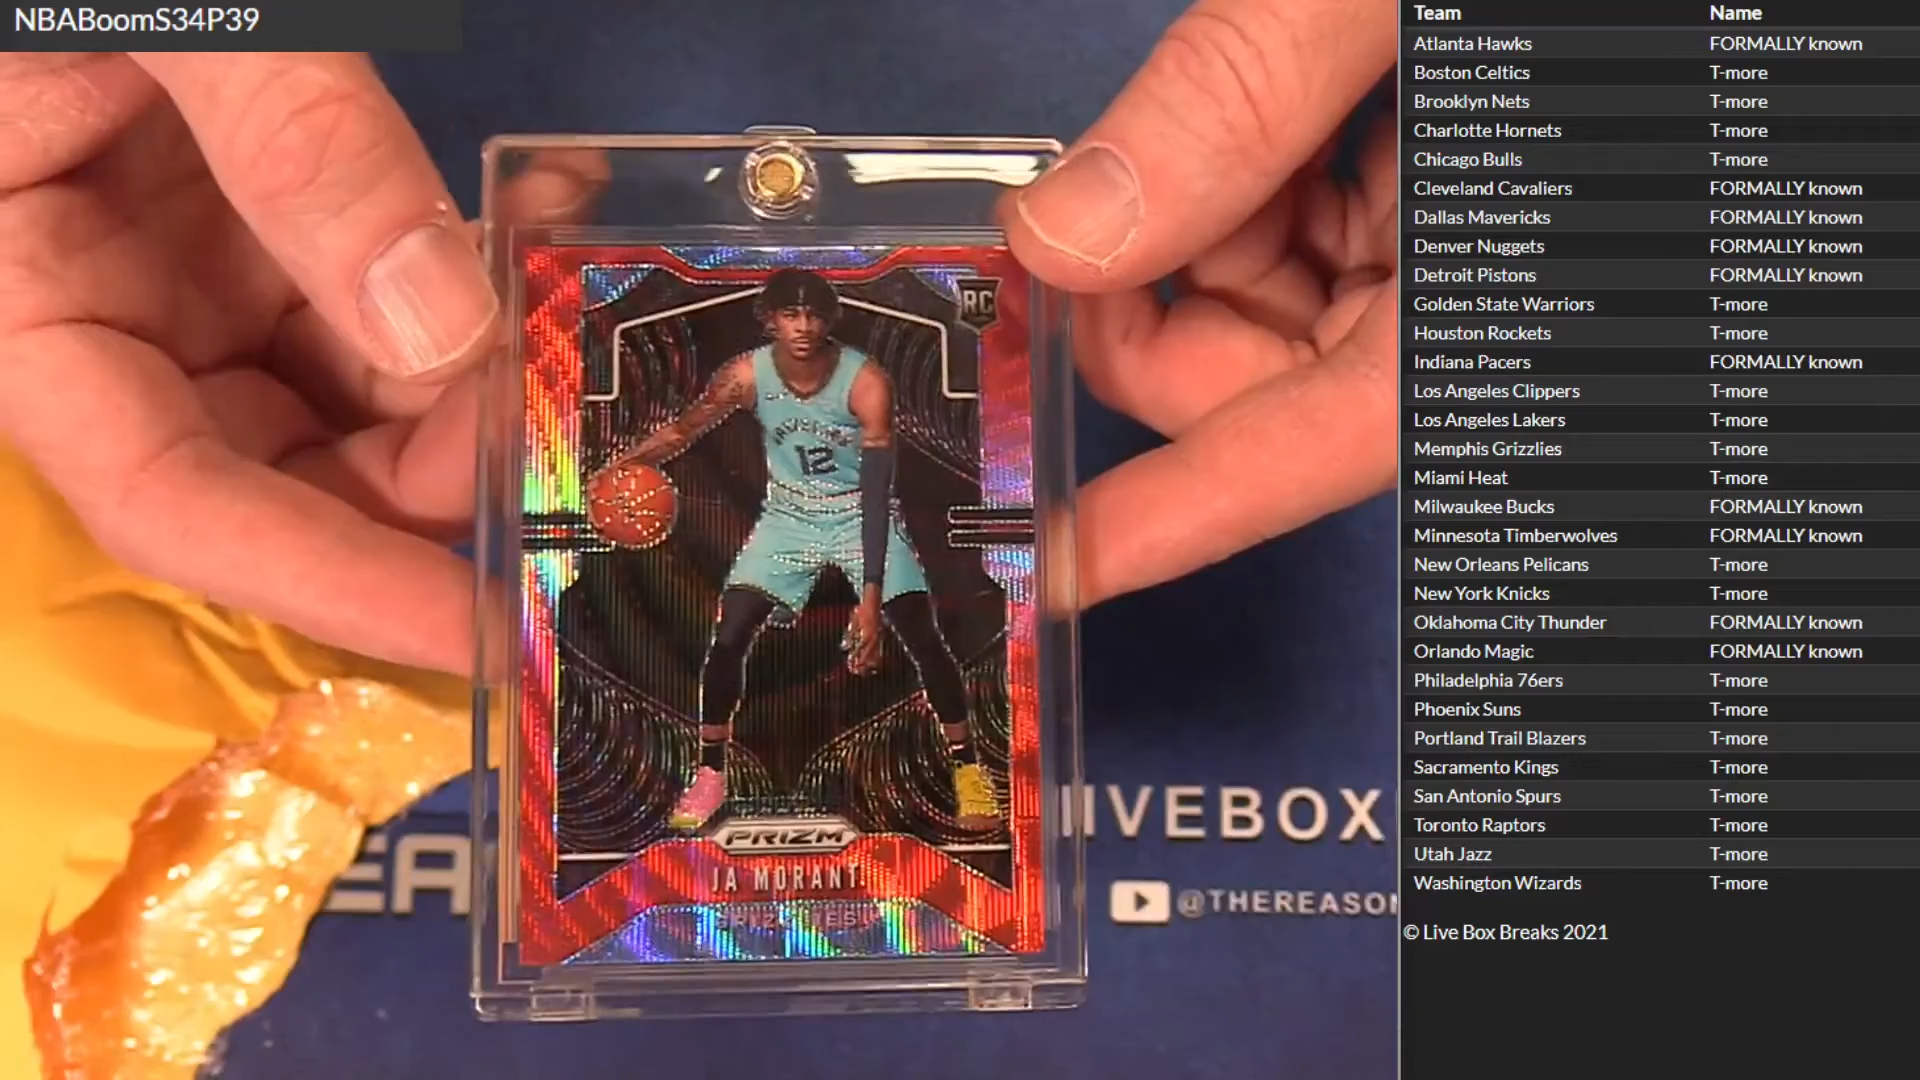 NBABoomS34P39
RC
12
PRIZM
JA MORANT
GRIZZLIES
IVEBOX
@THEREASON
EA
Team Name
Atlanta Hawks FORMALLY known
Boston Celtics T-more
Brooklyn Nets T-more
Charlotte Hornets T-more
Chicago Bulls T-more
Cleveland Cavaliers FORMALLY known
Dallas Mavericks FORMALLY known
Denver Nuggets FORMALLY known
Detroit Pistons FORMALLY known
Golden State Warriors T-more
Houston Rockets T-more
Indiana Pacers FORMALLY known
Los Angeles Clippers T-more
Los Angeles Lakers T-more
Memphis Grizzlies T-more
Miami Heat T-more
Milwaukee Bucks FORMALLY known
Minnesota Timberwolves FORMALLY known
New Orleans Pelicans T-more
New York Knicks T-more
Oklahoma City Thunder FORMALLY known
Orlando Magic FORMALLY known
Philadelphia 76ers T-more
Phoenix Suns T-more
Portland Trail Blazers T-more
Sacramento Kings T-more
San Antonio Spurs T-more
Toronto Raptors T-more
Utah Jazz T-more
Washington Wizards T-more
© Live Box Breaks 2021